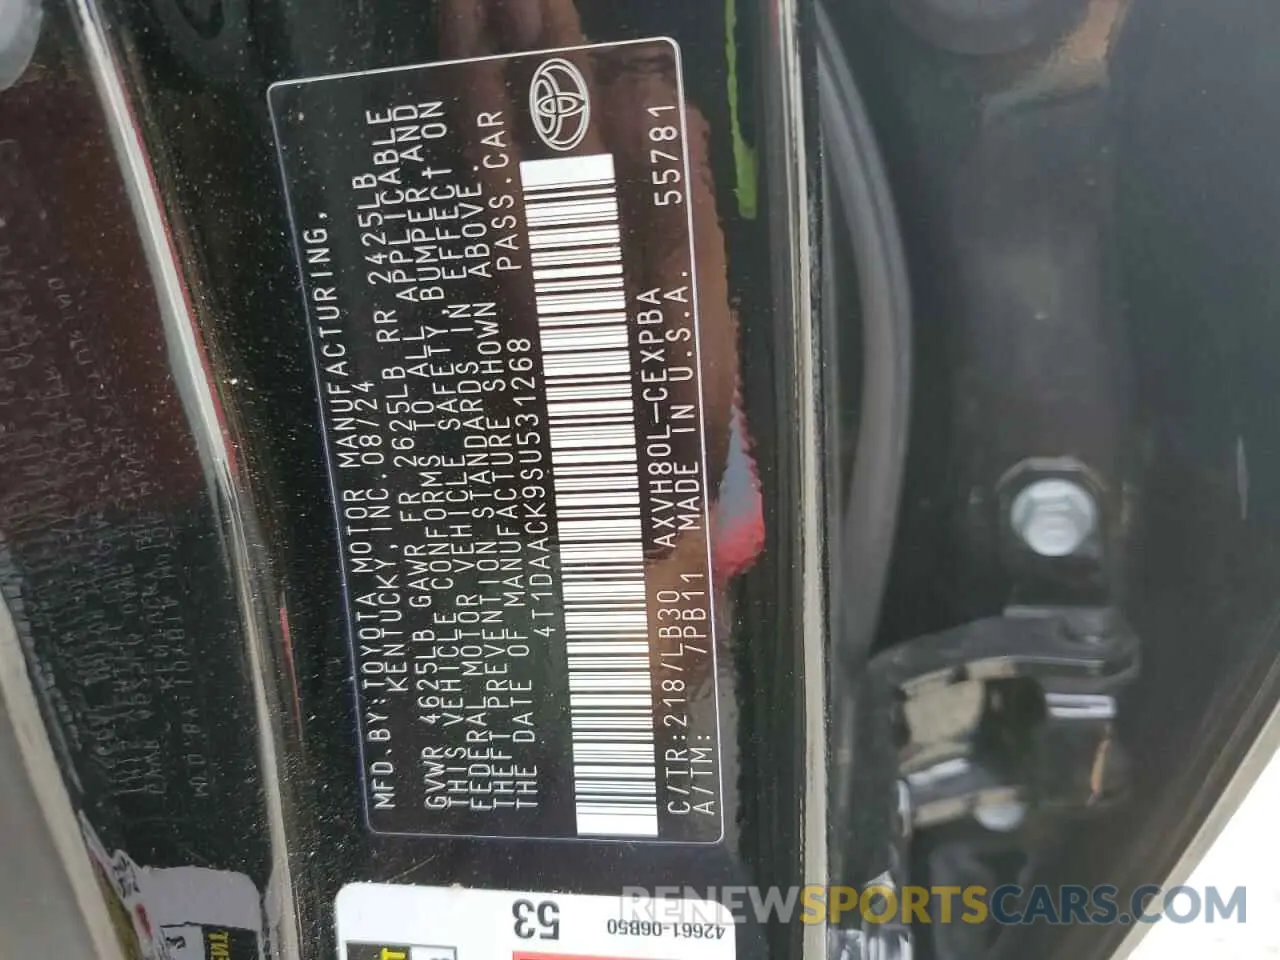 MFD.BY:TOYOTA MOTOR MANUFACTURING,
KENTUCKY, INC. 08/24
GVWR 4625LB GAWR FR 2625LB RR 2425LB
THIS VEHICLE CONFORMS TO ALL APPLICABLE
FEDERAL MOTOR VEHICLE SAFETY, BUMPER, AND
THEFT PREVENTION STANDARDS IN EFFECT ON
THE DATE OF MANUFACTURE SHOWN ABOVE.
4T1DAACK9SU531268 PASS.CAR
C/TR:218/LB30 AXVH80L-CEXPBA
A/TM: /PB11 MADE IN U.S.A. 55781
53
42661-06B50
RENEWSPORTSCARS.COM